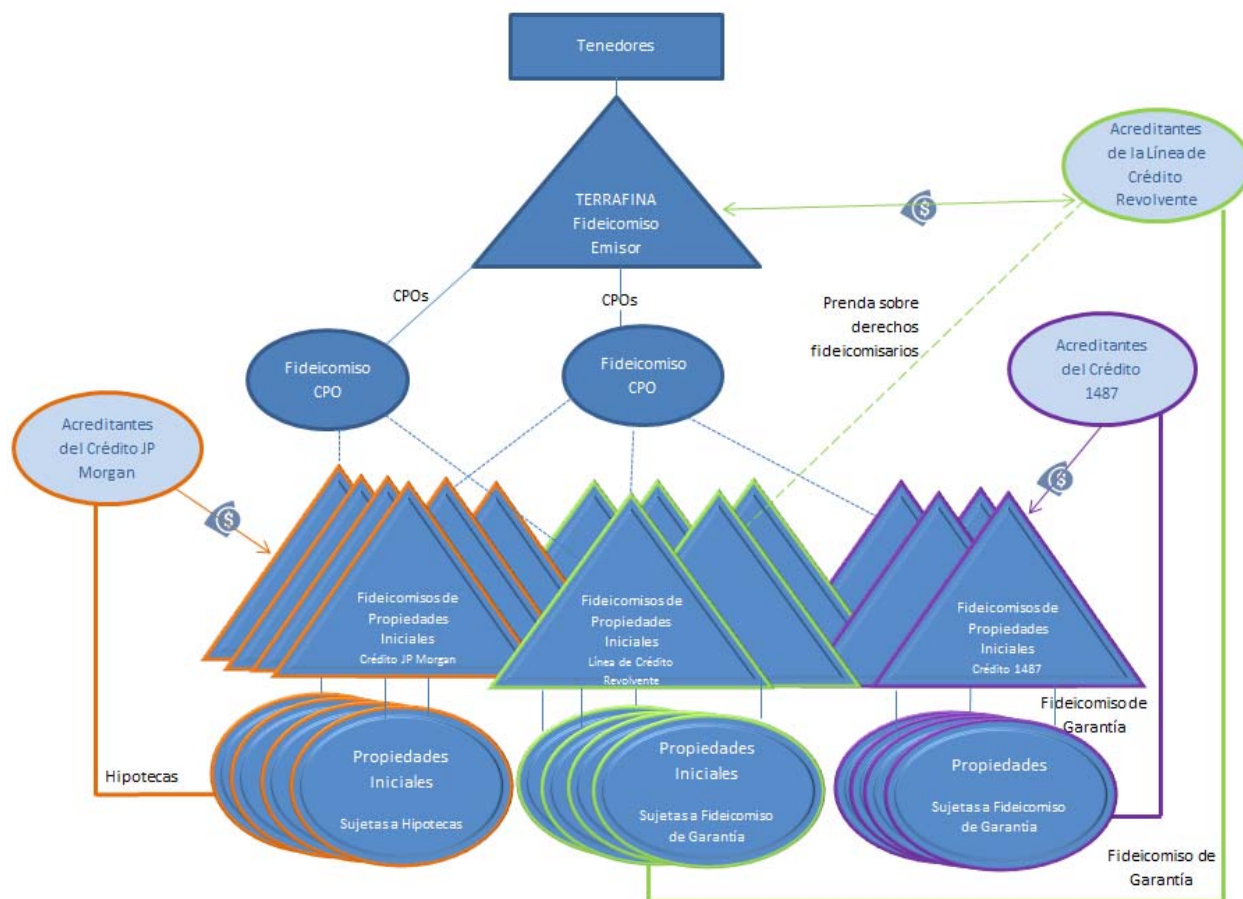 Tenedores
TERRAFINA
Fideicomiso
Emisor
Acreditantes
de la Línea de
Crédito
Revolvente
$
CPOs
CPOs
Prenda sobre
derechos
fideicomisarios
Fideicomiso
CPO
Fideicomiso
CPO
Acreditantes
del Crédito
1487
Acreditantes
del Crédito JP
Morgan
$
$
Fideicomisos de
Propiedades
Iniciales
Crédito JP Morgan
Fideicomisos de
Propiedades
Iniciales
Línea de Crédito
Revolvente
Fideicomisos de
Propiedades
Iniciales
Crédito 1487
Fideicomiso de
Garantía
Hipotecas
Propiedades
Iniciales
Sujetas a Hipotecas
Propiedades
Iniciales
Sujetas a Fideicomiso
de Garantía
Propiedades
Sujetas a Fideicomiso
de Garantía
Fideicomiso de
Garantía